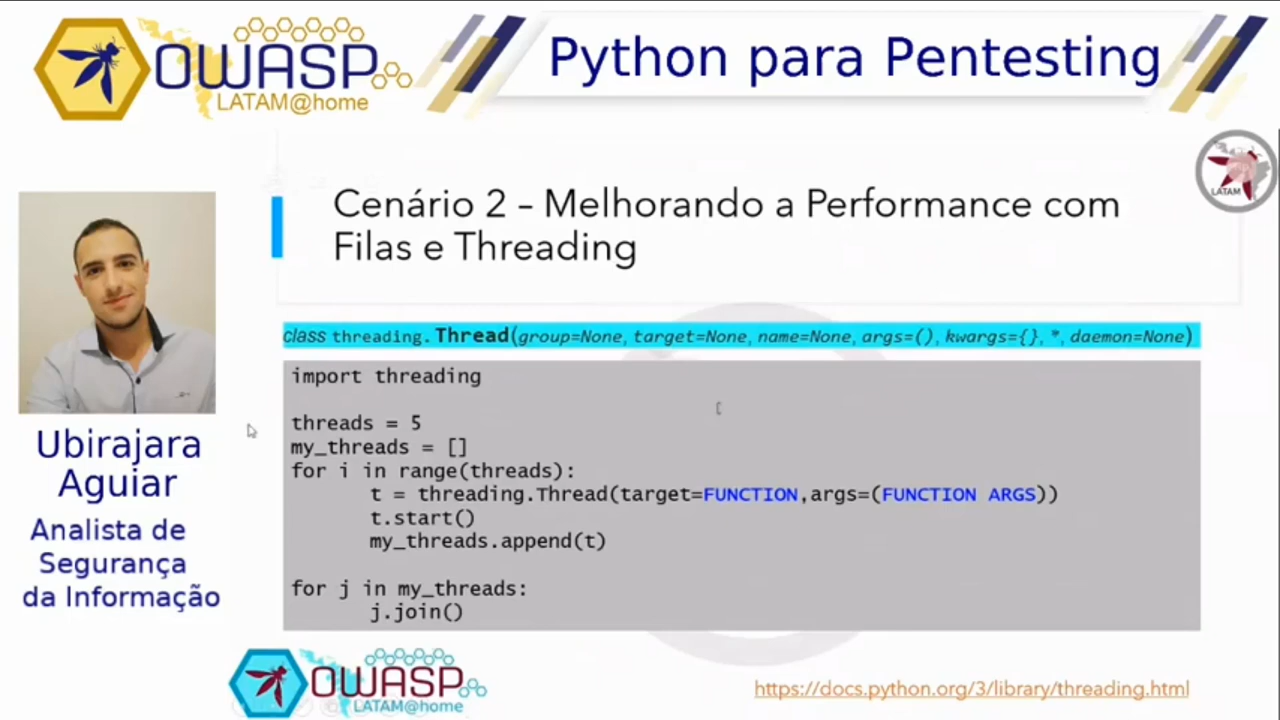 OWASP
LATAM@home
Python para Pentesting
LATAM
Cenário 2 – Melhorando a Performance com
Filas e Threading
class threading.Thread(group=None, target=None, name=None, args=(), kwargs={}, *, daemon=None)
import threading
threads = 5
my_threads = []
for i in range(threads):
t = threading.Thread(target=FUNCTION,args=(FUNCTION ARGS))
t.start()
my_threads.append(t)
for j in my_threads:
j.join()
Ubirajara
Aguiar
Analista de
Segurança
da Informação
OWASP
LATAM@home
https://docs.python.org/3/library/threading.html